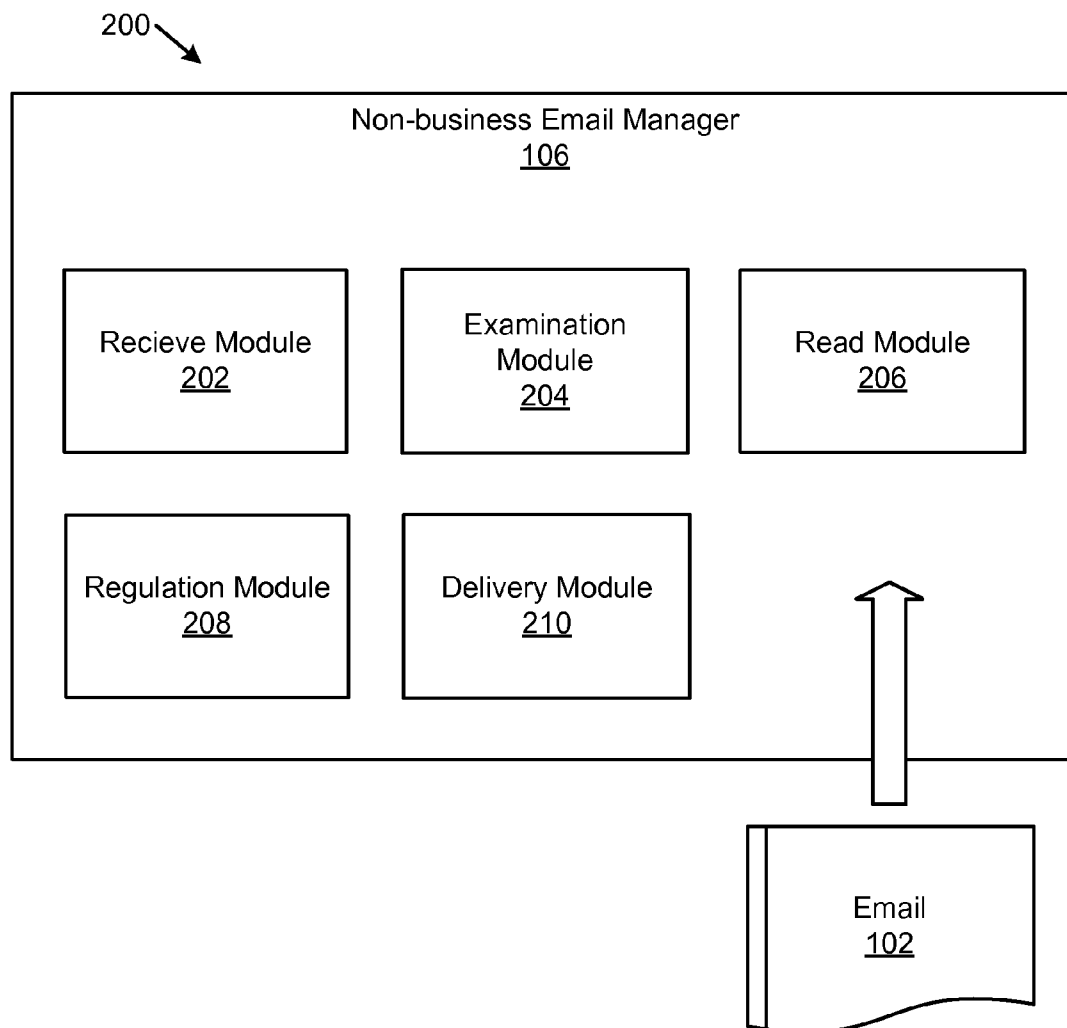 200
Non-business Email Manager
106
Recieve Module
202
Examination
Module
204
Read Module
206
Regulation Module
208
Delivery Module
210
Email
102